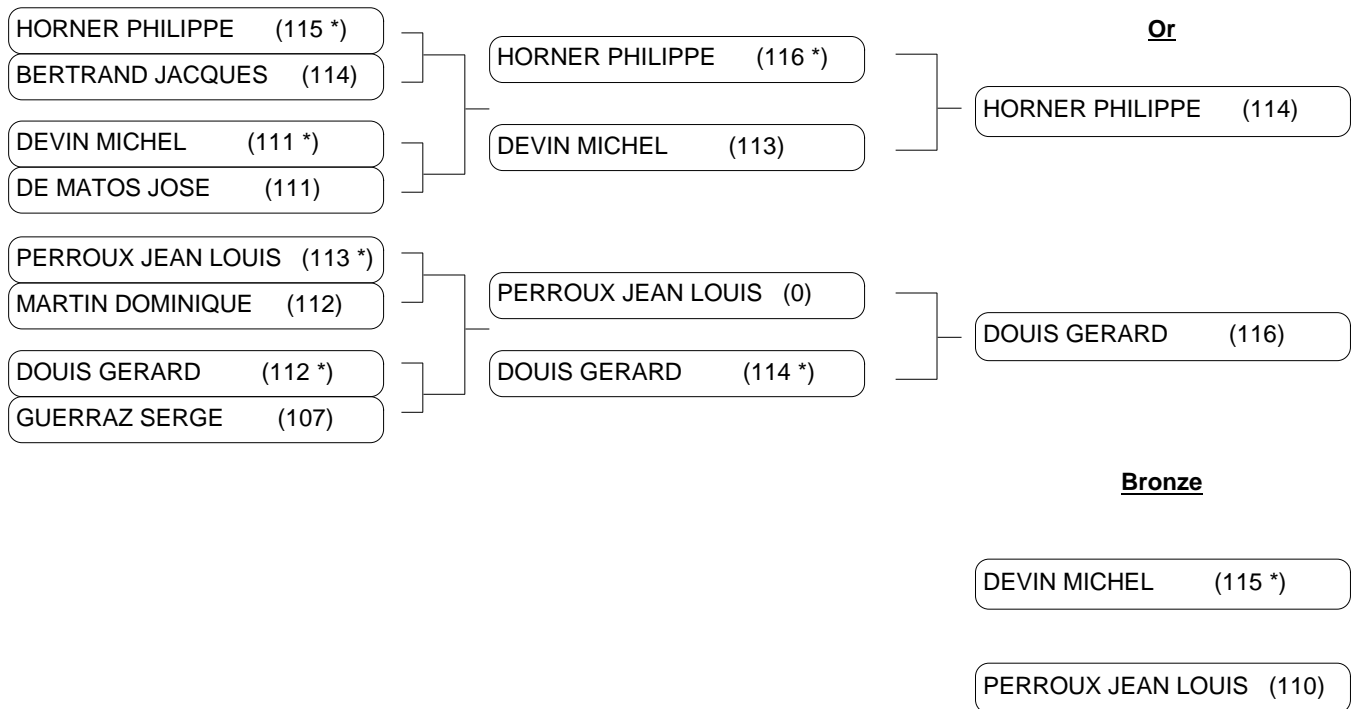 HORNER PHILIPPE (115 *)
BERTRAND JACQUES (114)
DEVIN MICHEL (111 *)
DE MATOS JOSE (111)
PERROUX JEAN LOUIS (113 *)
MARTIN DOMINIQUE (112)
DOUIS GERARD (112 *)
GUERRAZ SERGE (107)
HORNER PHILIPPE (116 *)
DEVIN MICHEL (113)
PERROUX JEAN LOUIS (0)
DOUIS GERARD (114 *)
Or
HORNER PHILIPPE (114)
DOUIS GERARD (116)
Bronze
DEVIN MICHEL (115 *)
PERROUX JEAN LOUIS (110)